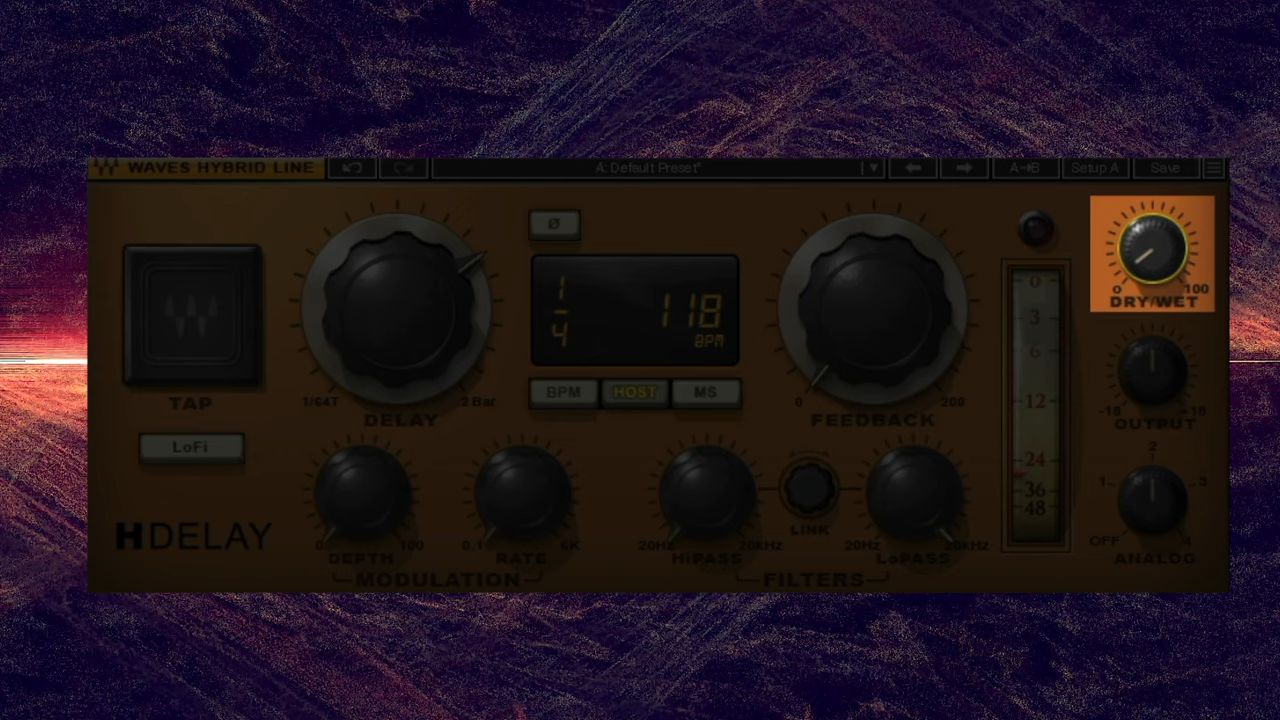 WAVES HYBRID LINE
A: Default Preset*
A→B
Setup A
Save
Ø
0 100
DRY/WET
1
-
4
118
BPM
0
3
6
12
24
36
48
BPM HOST MS
TAP
1/64T 2 Bar
DELAY
0 200
FEEDBACK
-18 +18
OUTPUT
LoFi
2
1 3
OFF 4
ANALOG
LINK
H DELAY
0 100
DEPTH
0.1 6K
RATE
MODULATION
20Hz 20kHz
HiPASS
20Hz 20kHz
LoPASS
FILTERS